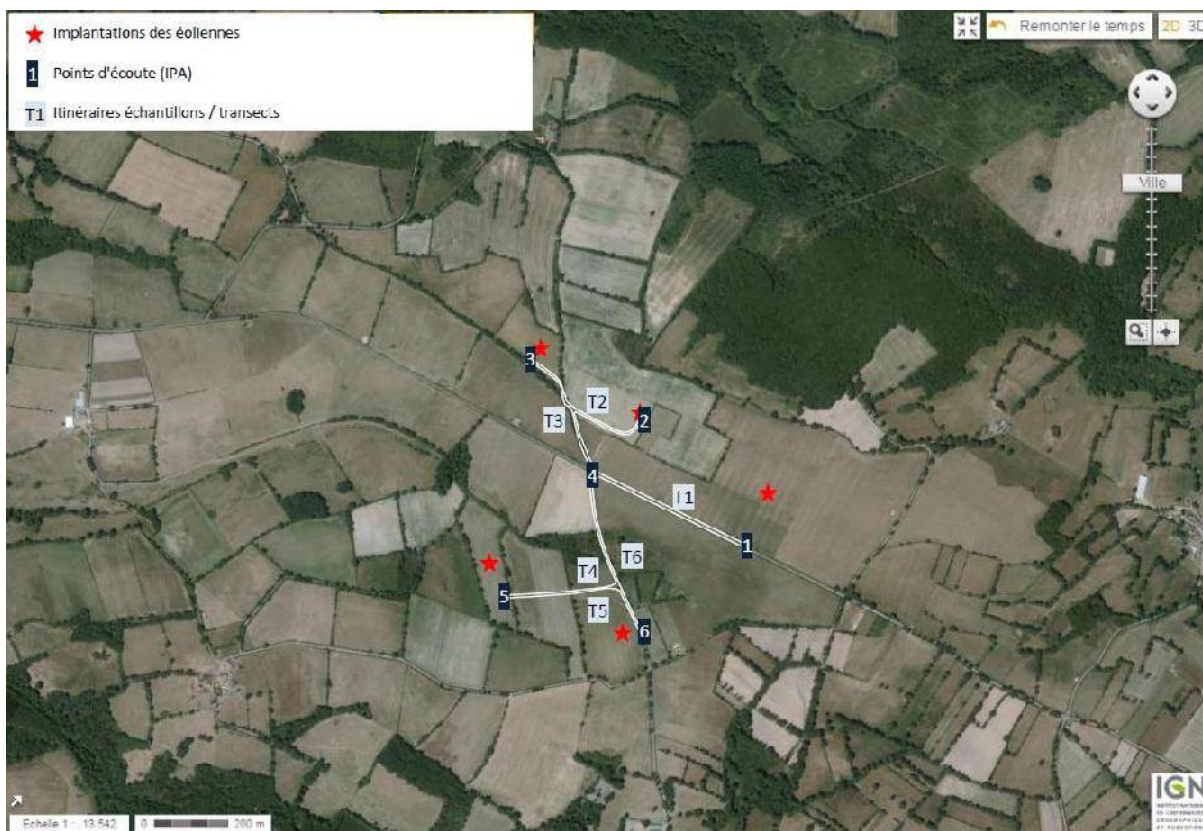 Implantations des éoliennes
1 Points d'écoute (IPA)
T1 Itinéraires échantillons / transects
Remonter le temps 2D 3D
Ville
3
T2
T3
2
4
T1
1
T6
T4
5
T5
6
Echelle 1 : 13.542 0 260 m
IGN